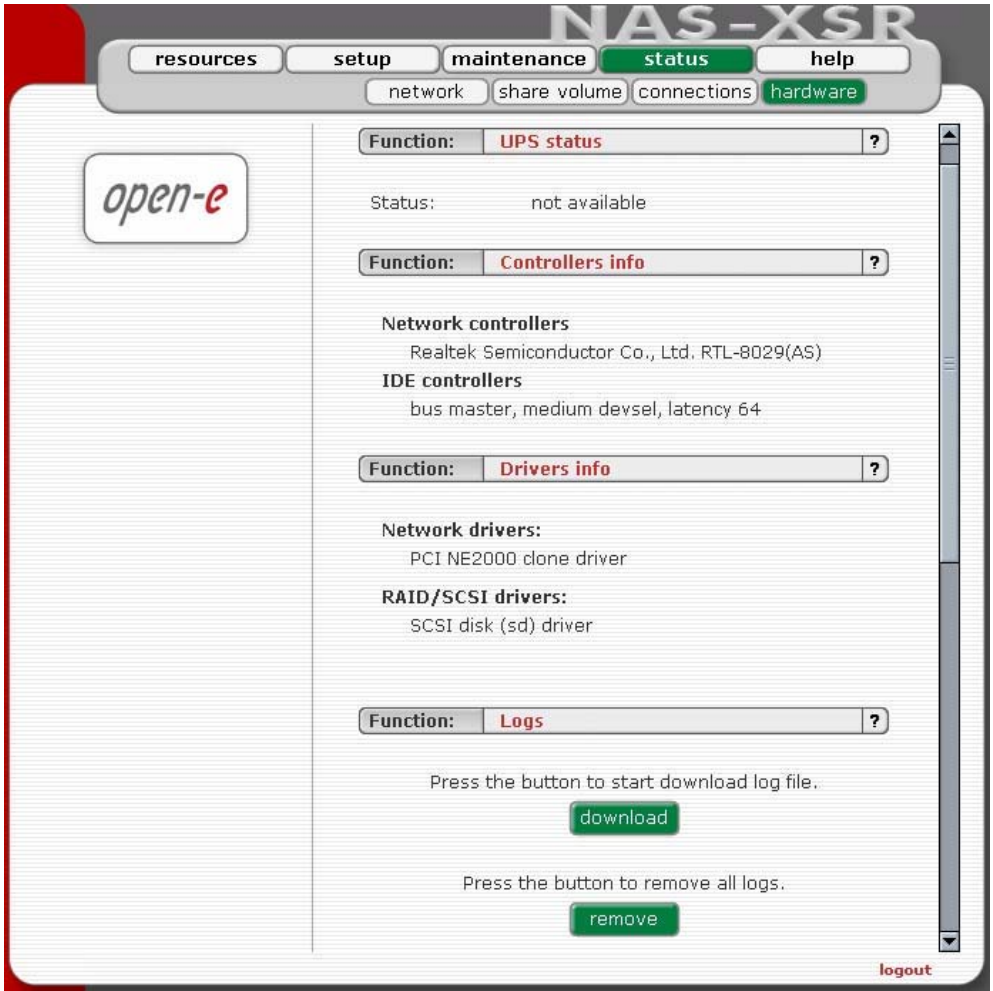 NAS-XSR
resources setup maintenance status help
network share volume connections hardware
open-e
Function: UPS status ?
Status: not available
Function: Controllers info ?
Network controllers
Realtek Semiconductor Co., Ltd. RTL-8029(AS)
IDE controllers
bus master, medium devsel, latency 64
Function: Drivers info ?
Network drivers:
PCI NE2000 clone driver
RAID/SCSI drivers:
SCSI disk (sd) driver
Function: Logs ?
Press the button to start download log file.
download
Press the button to remove all logs.
remove
logout